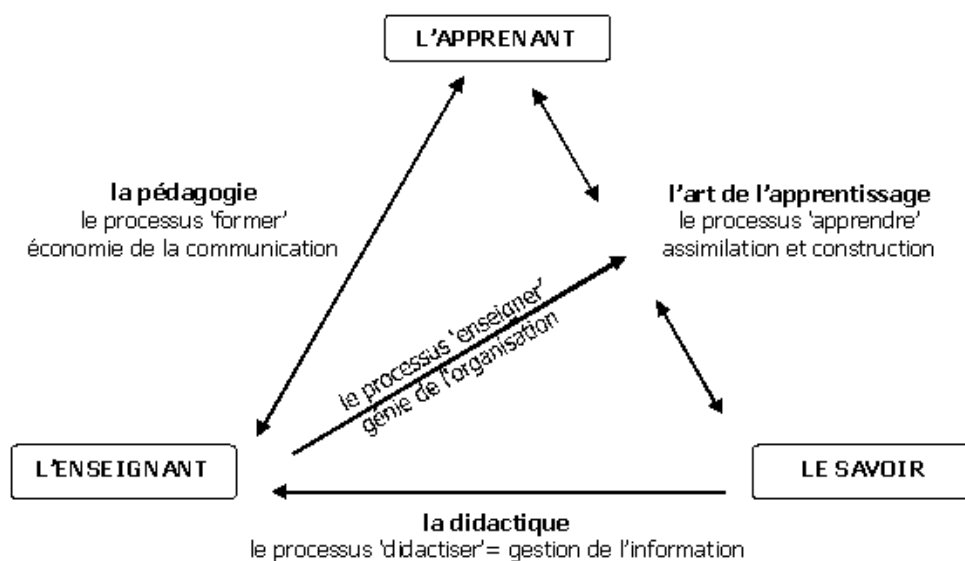 L'APPRENANT
la pédagogie
le processus 'former'
économie de la communication
l'art de l'apprentissage
le processus 'apprendre'
assimilation et construction
le processus 'enseigner'
génie de l'organisation
L'ENSEIGNANT
LE SAVOIR
la didactique
le processus 'didactiser'= gestion de l'information